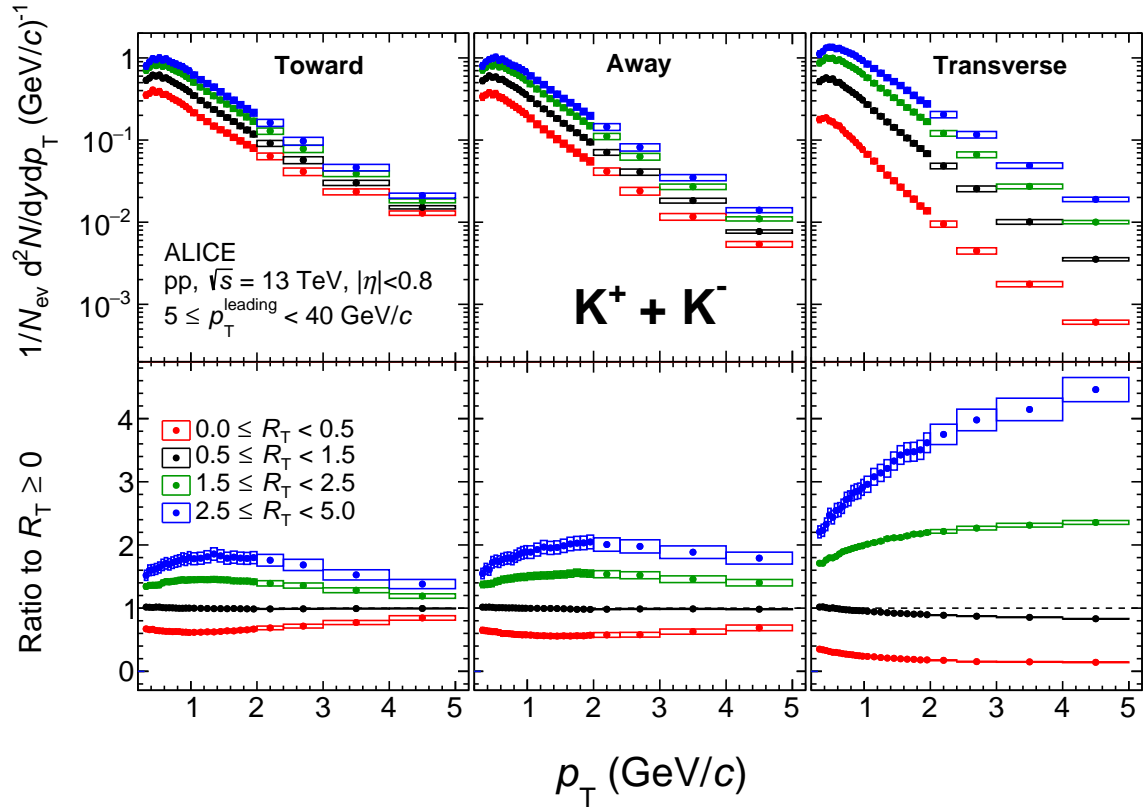 1/N_ev d²N/dydp_T (GeV/c)⁻¹
Toward
Away
Transverse
1
10⁻¹
10⁻²
10⁻³
ALICE
pp, √s = 13 TeV, |η|<0.8
5 ≤ p_T^leading < 40 GeV/c
K⁺ + K⁻
Ratio to R_T ≥ 0
4
3
2
1
0
0.0 ≤ R_T < 0.5
0.5 ≤ R_T < 1.5
1.5 ≤ R_T < 2.5
2.5 ≤ R_T < 5.0
1 2 3 4 5 1 2 3 4 5 1 2 3 4 5
p_T (GeV/c)